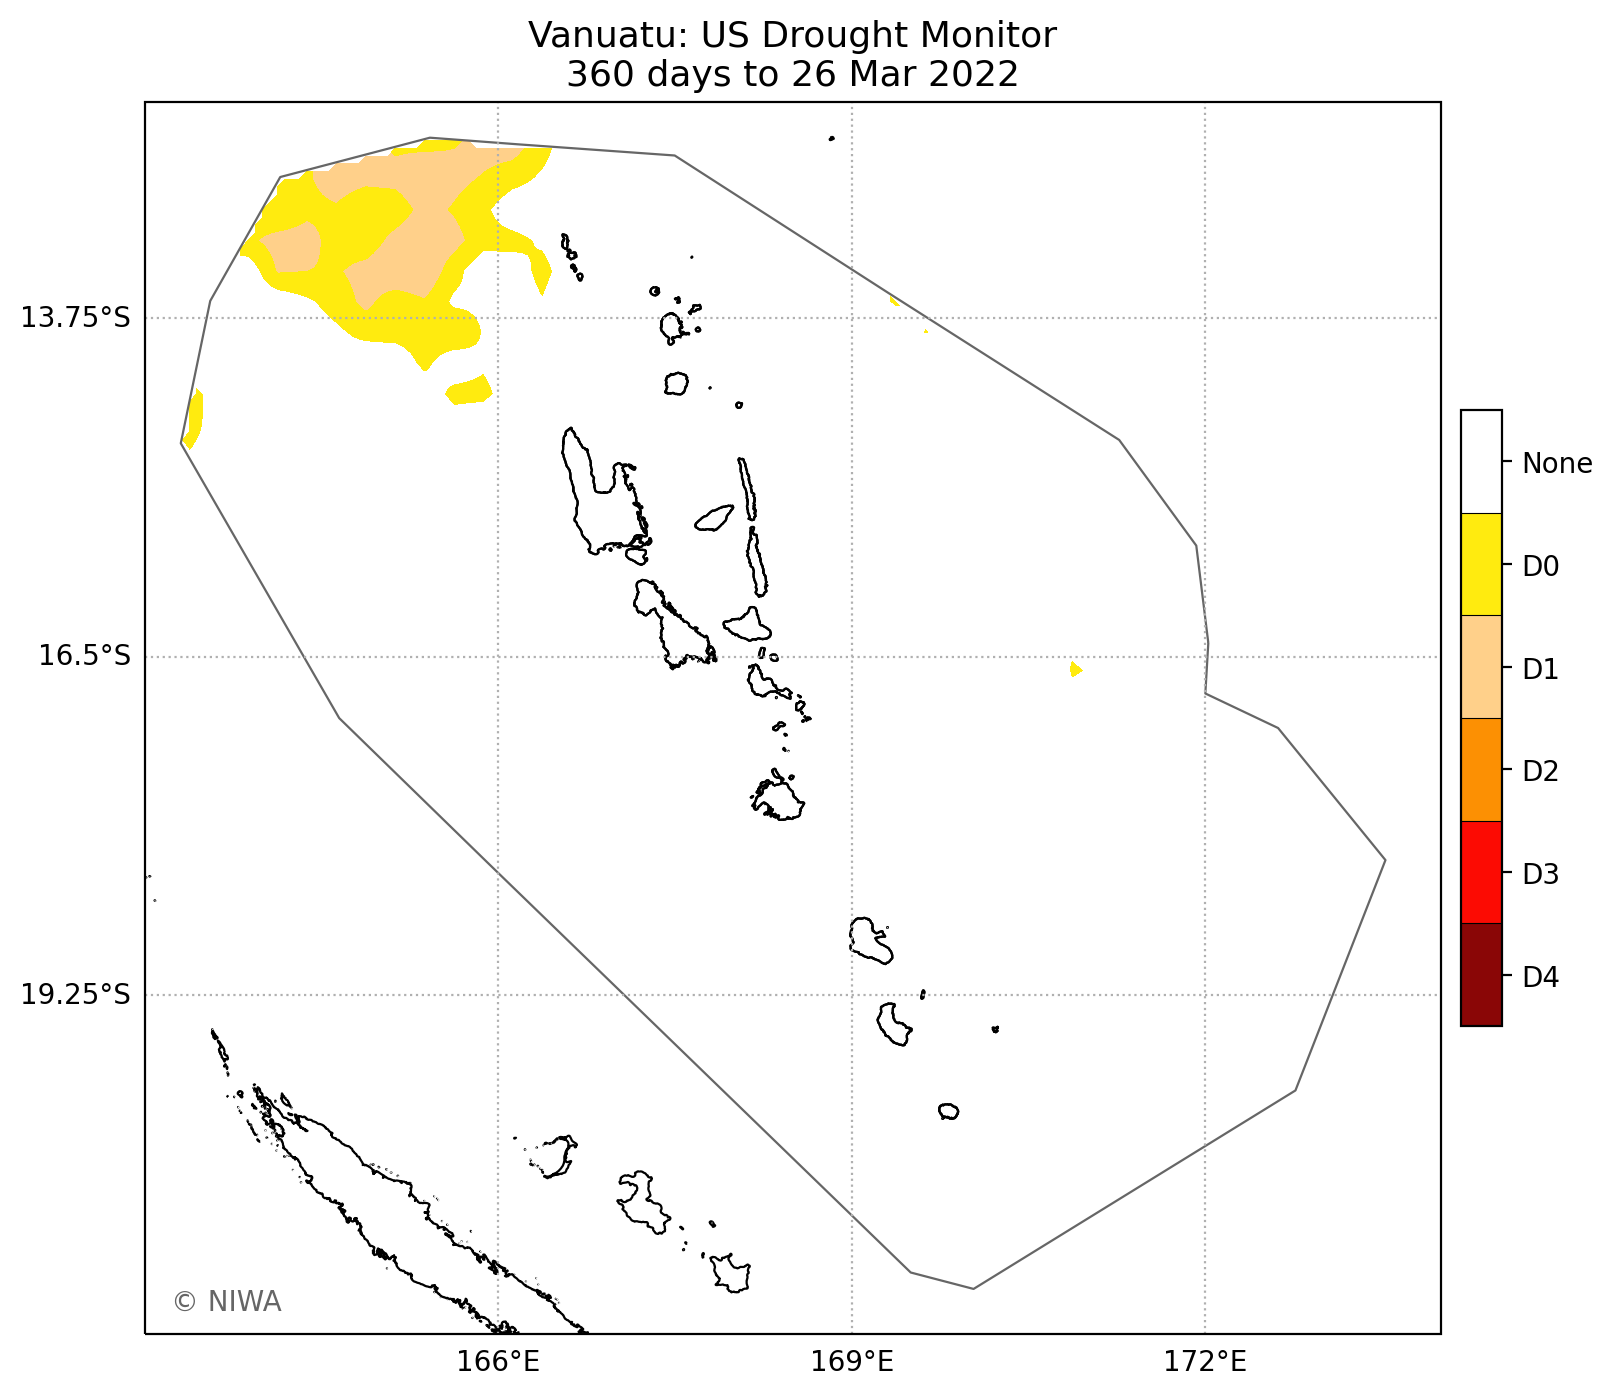 Vanuatu: US Drought Monitor
360 days to 26 Mar 2022
13.75°S
16.5°S
19.25°S
166°E
169°E
172°E
None
D0
D1
D2
D3
D4
© NIWA